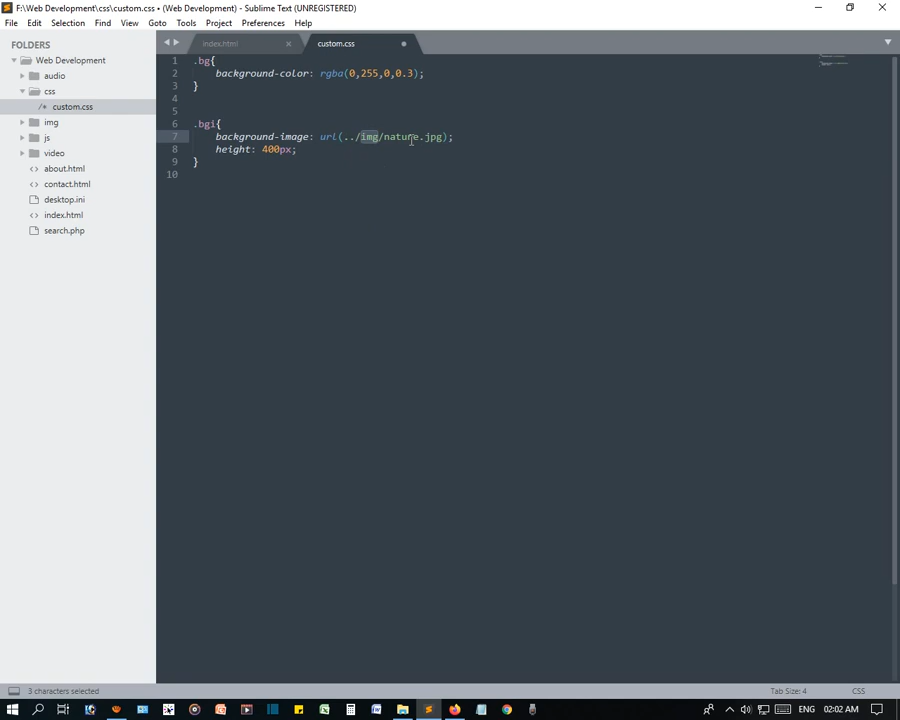 F:\Web Development\css\custom.css • (Web Development) - Sublime Text (UNREGISTERED)
File Edit Selection Find View Goto Tools Project Preferences Help
FOLDERS
Web Development
audio
css
custom.css
img
js
video
about.html
contact.html
desktop.ini
index.html
search.php
index.html
custom.css
1 .bg{
2 background-color: rgba(0,255,0,0.3);
3 }
4
5
6 .bgi{
7 background-image: url(../img/nature.jpg);
8 height: 400px;
9 }
10
3 characters selected
Tab Size: 4
CSS
ENG
02:02 AM